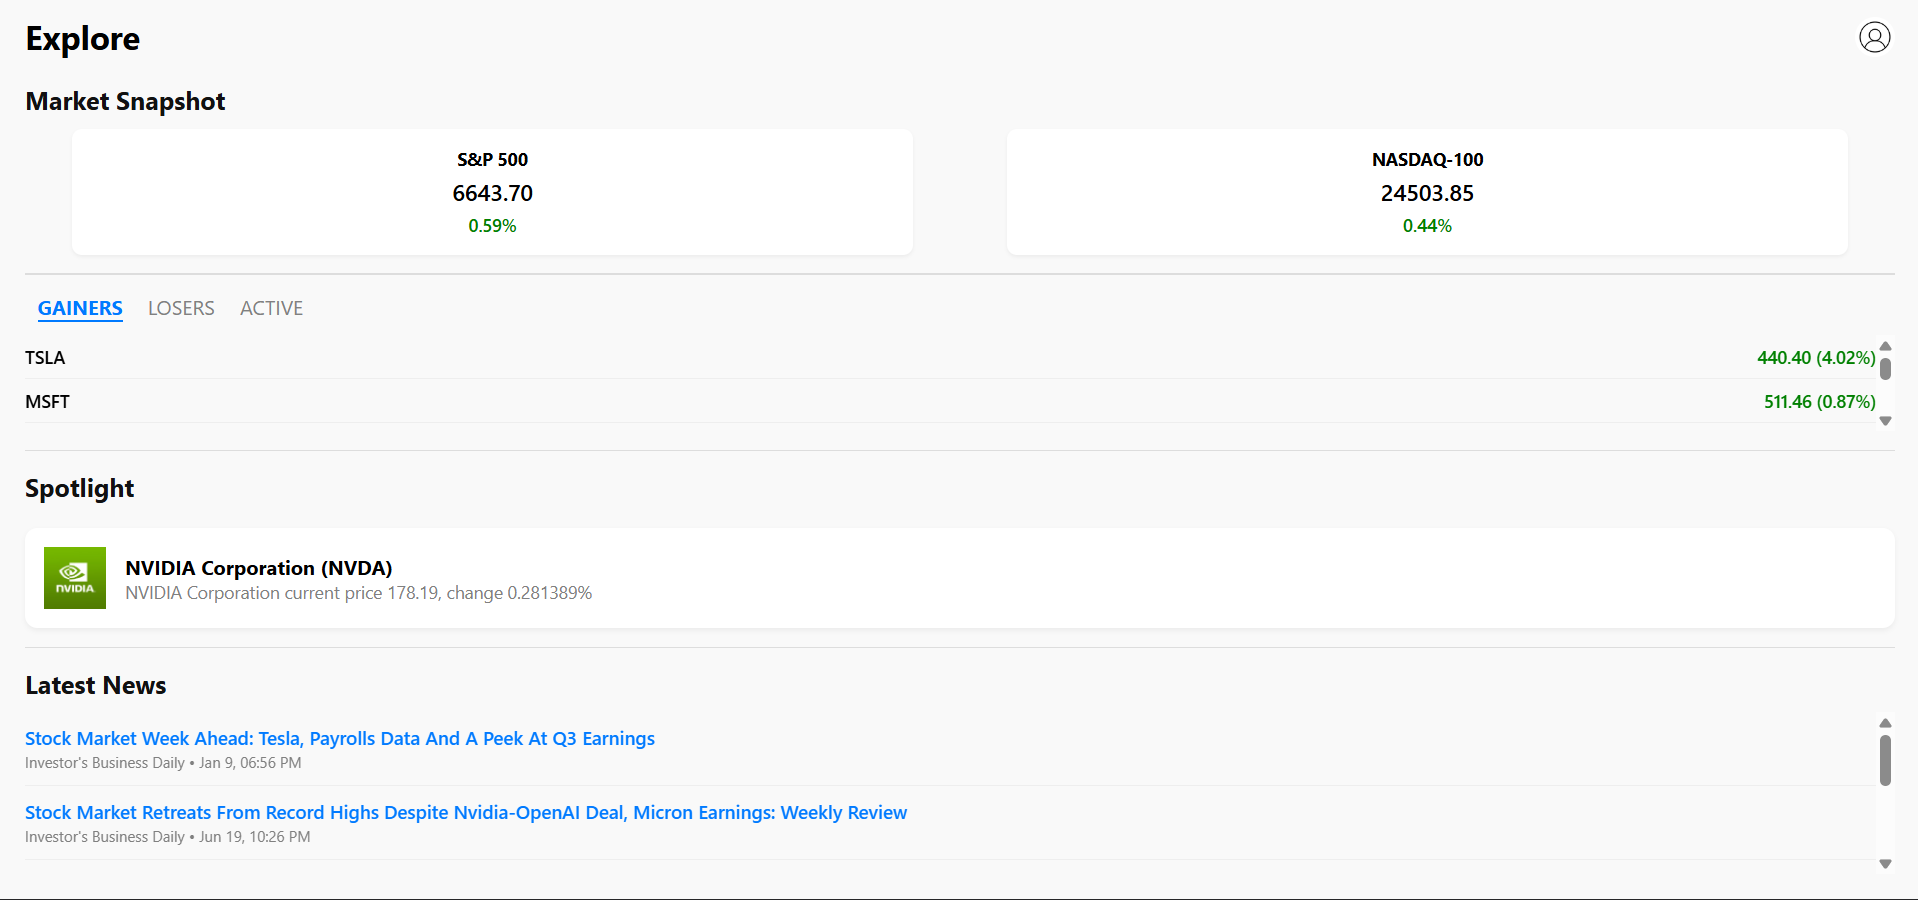 Explore
Market Snapshot
S&P 500
6643.70
0.59%
NASDAQ-100
24503.85
0.44%
GAINERS LOSERS ACTIVE
TSLA 440.40 (4.02%)
MSFT 511.46 (0.87%)
Spotlight
NVIDIA
NVIDIA Corporation (NVDA)
NVIDIA Corporation current price 178.19, change 0.281389%
Latest News
Stock Market Week Ahead: Tesla, Payrolls Data And A Peek At Q3 Earnings
Investor's Business Daily • Jan 9, 06:56 PM
Stock Market Retreats From Record Highs Despite Nvidia-OpenAI Deal, Micron Earnings: Weekly Review
Investor's Business Daily • Jun 19, 10:26 PM